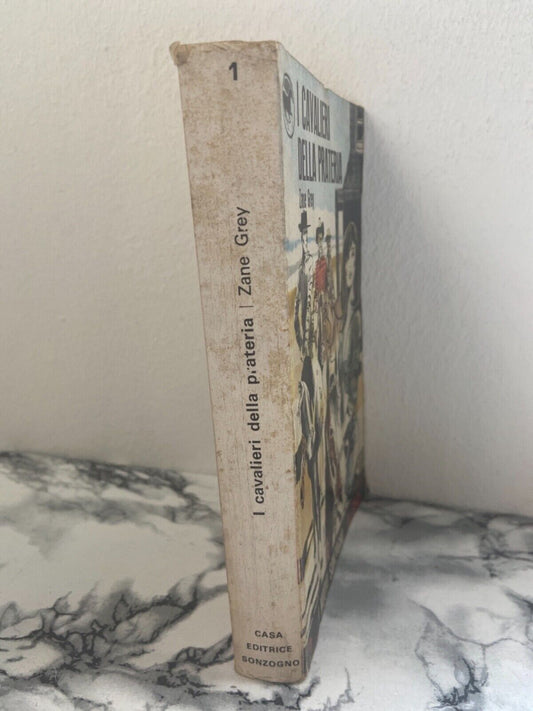 1
I cavalieri della prateria | Zane Grey
CASA
EDITRICE
SONZOGNO
I CAVALIERI
DELLA PRATERIA
Zane Grey